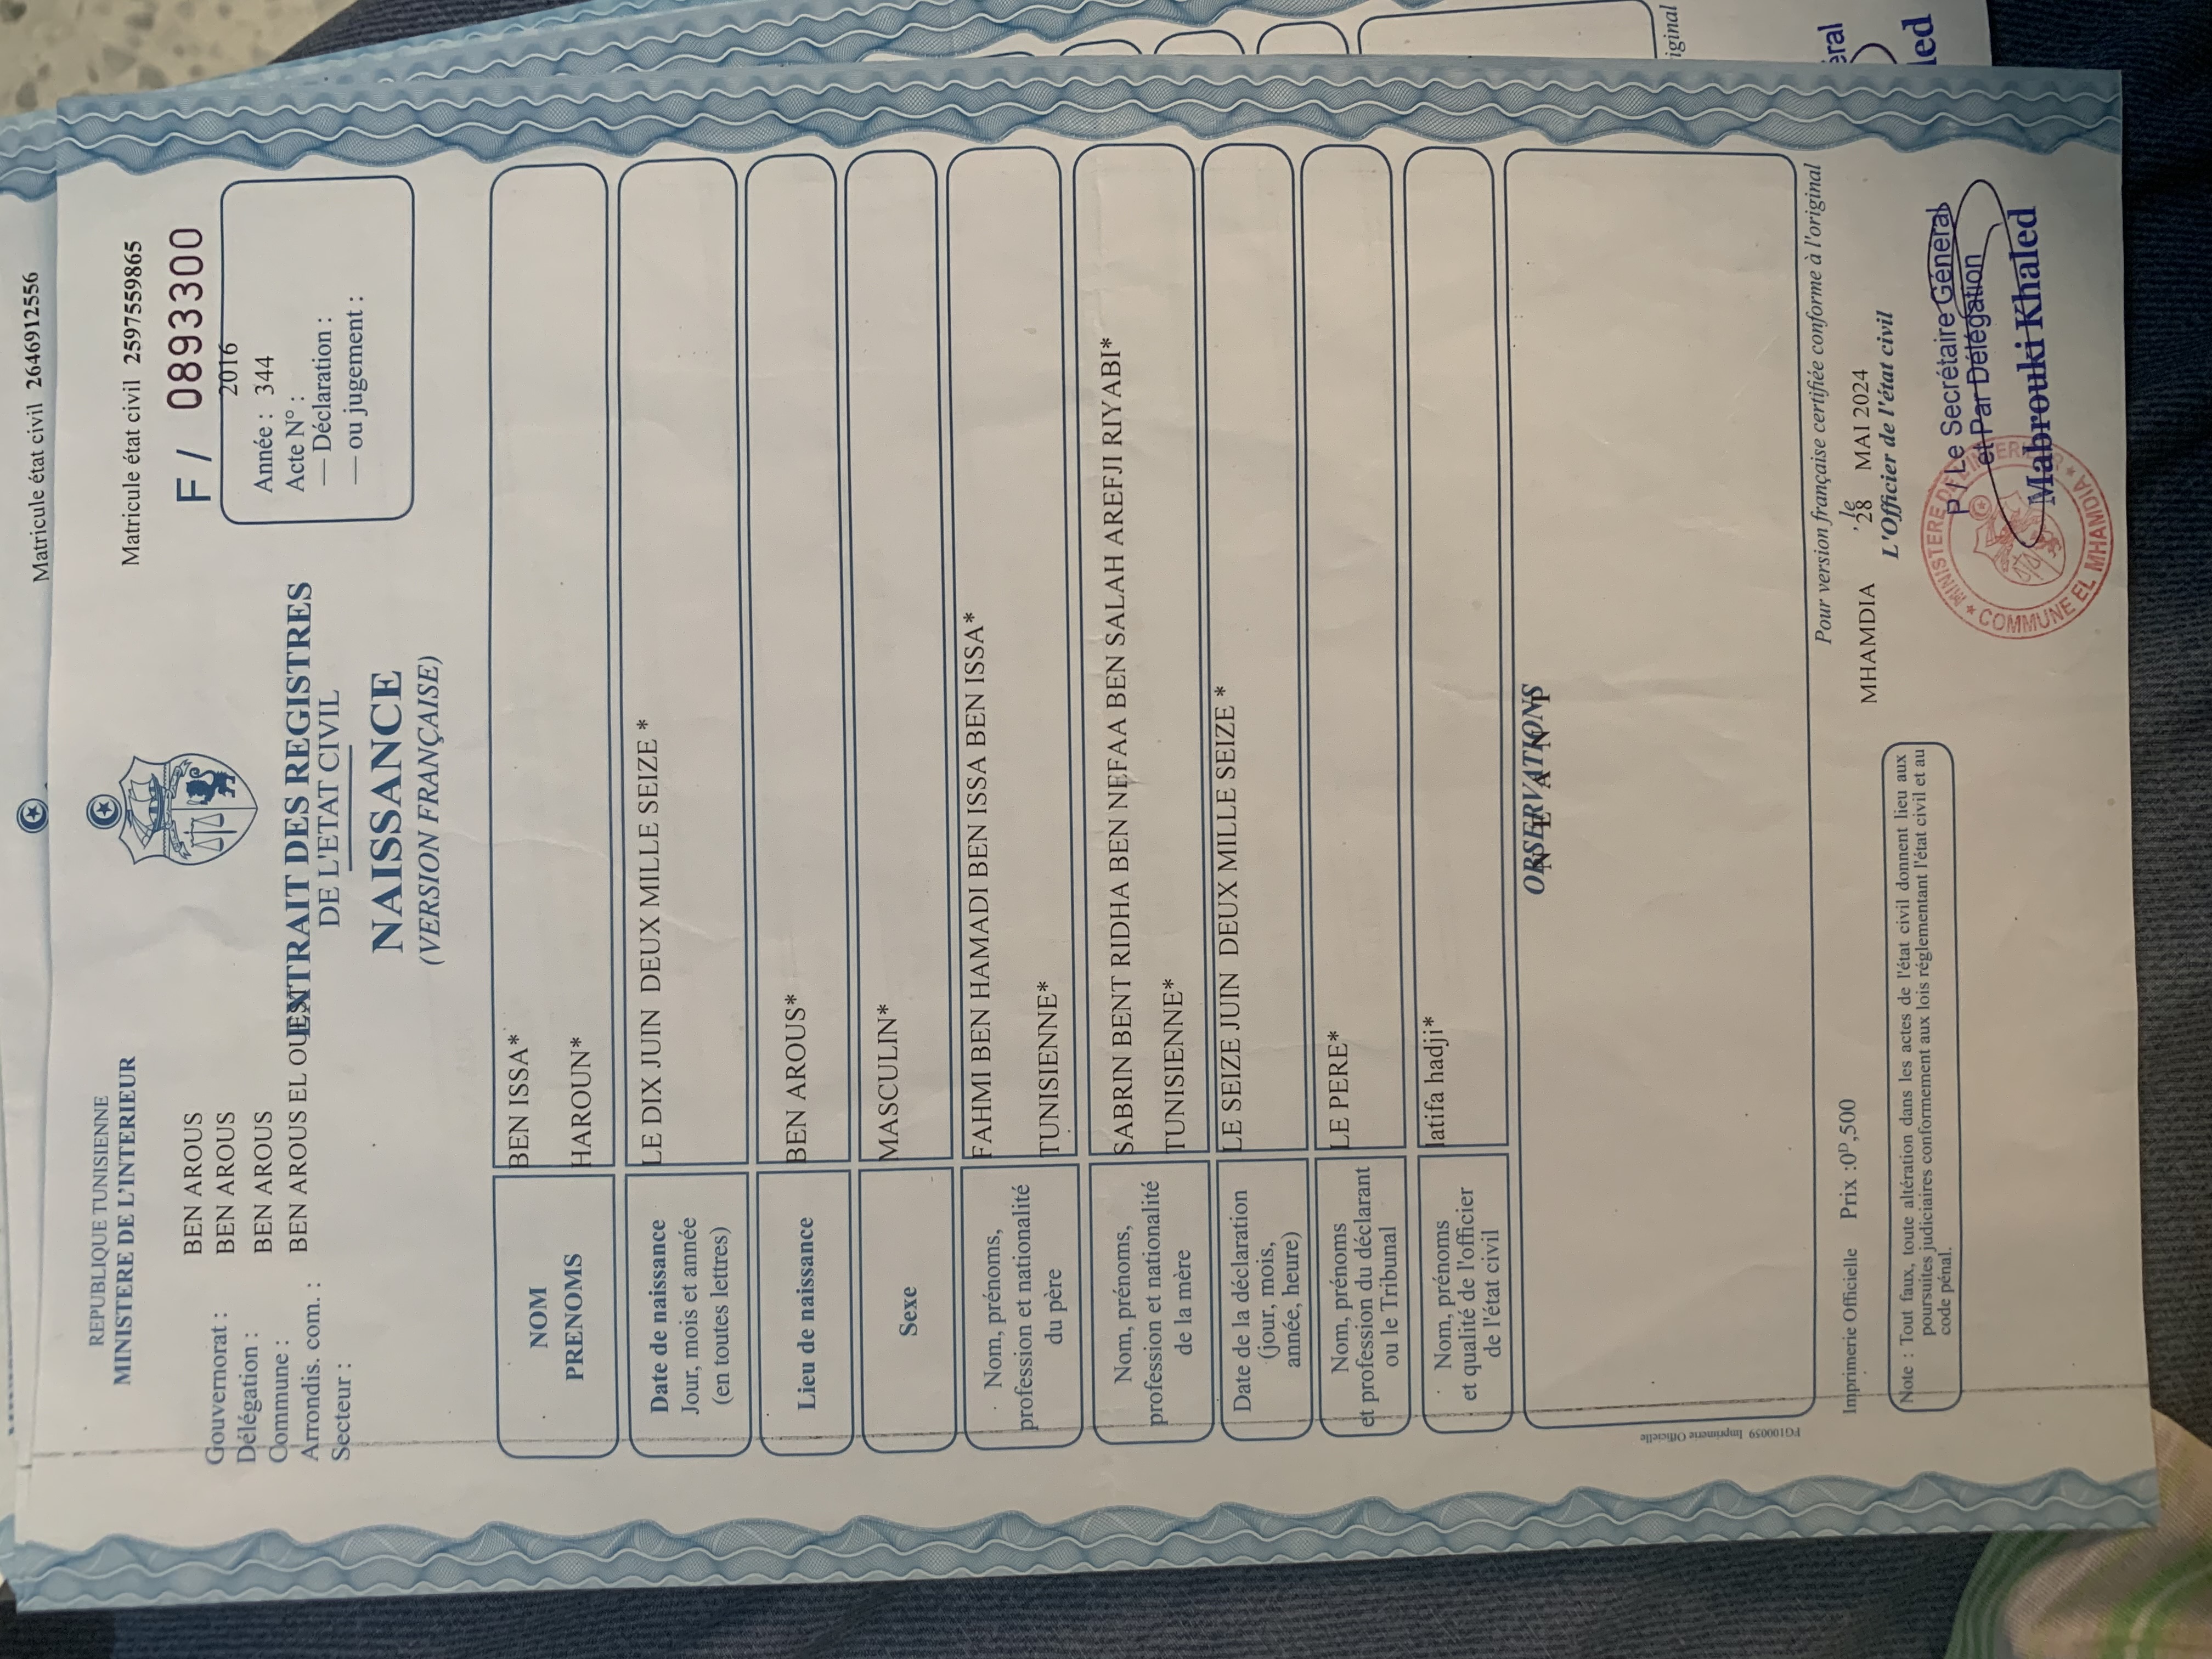 Matricule état civil 2646912556
Matricule état civil 2597559865
REPUBLIQUE TUNISIENNE
MINISTERE DE L'INTERIEUR
F / 0893300
Gouvernorat : BEN AROUS
Délégation : BEN AROUS
Commune : BEN AROUS
Arrondis. com. : BEN AROUS EL OUEST
Secteur :
2016
Année : 344
Acte N° :
— Déclaration :
— ou jugement :
EXTRAIT DES REGISTRES
DE L'ETAT CIVIL
NAISSANCE
(VERSION FRANÇAISE)
NOM
PRENOMS
BEN ISSA*
HAROUN*
Date de naissance
Jour, mois et année
(en toutes lettres)
LE DIX JUIN DEUX MILLE SEIZE *
Lieu de naissance
BEN AROUS*
Sexe
MASCULIN*
Nom, prénoms,
profession et nationalité
du père
FAHMI BEN HAMADI BEN ISSA BEN ISSA*
TUNISIENNE*
Nom, prénoms,
profession et nationalité
de la mère
SABRIN BENT RIDHA BEN NEFAA BEN SALAH AREFJI RIYABI*
TUNISIENNE*
Date de la déclaration
(jour, mois,
année, heure)
LE SEIZE JUIN DEUX MILLE SEIZE *
Nom, prénoms
et profession du déclarant
ou le Tribunal
LE PERE*
Nom, prénoms
et qualité de l'officier
de l'état civil
latifa hadji*
OBSERVATIONS
N E A N T
FG100059 Imprimerie Officielle
Pour version française certifiée conforme à l'original
Imprimerie Officielle Prix :0D,500
MHAMDIA le 28 MAI 2024
L'Officier de l'état civil
Note : Tout faux, toute altération dans les actes de l'état civil donnent lieu aux
poursuites judiciaires conformement aux lois réglementant l'état civil et au
code pénal.
P / Le Secrétaire Général
et Par Délégation
Mabrouki Khaled
MINISTERE DE L'INTERIEUR
* COMMUNE EL MHAMDIA *
iginal
éral
led